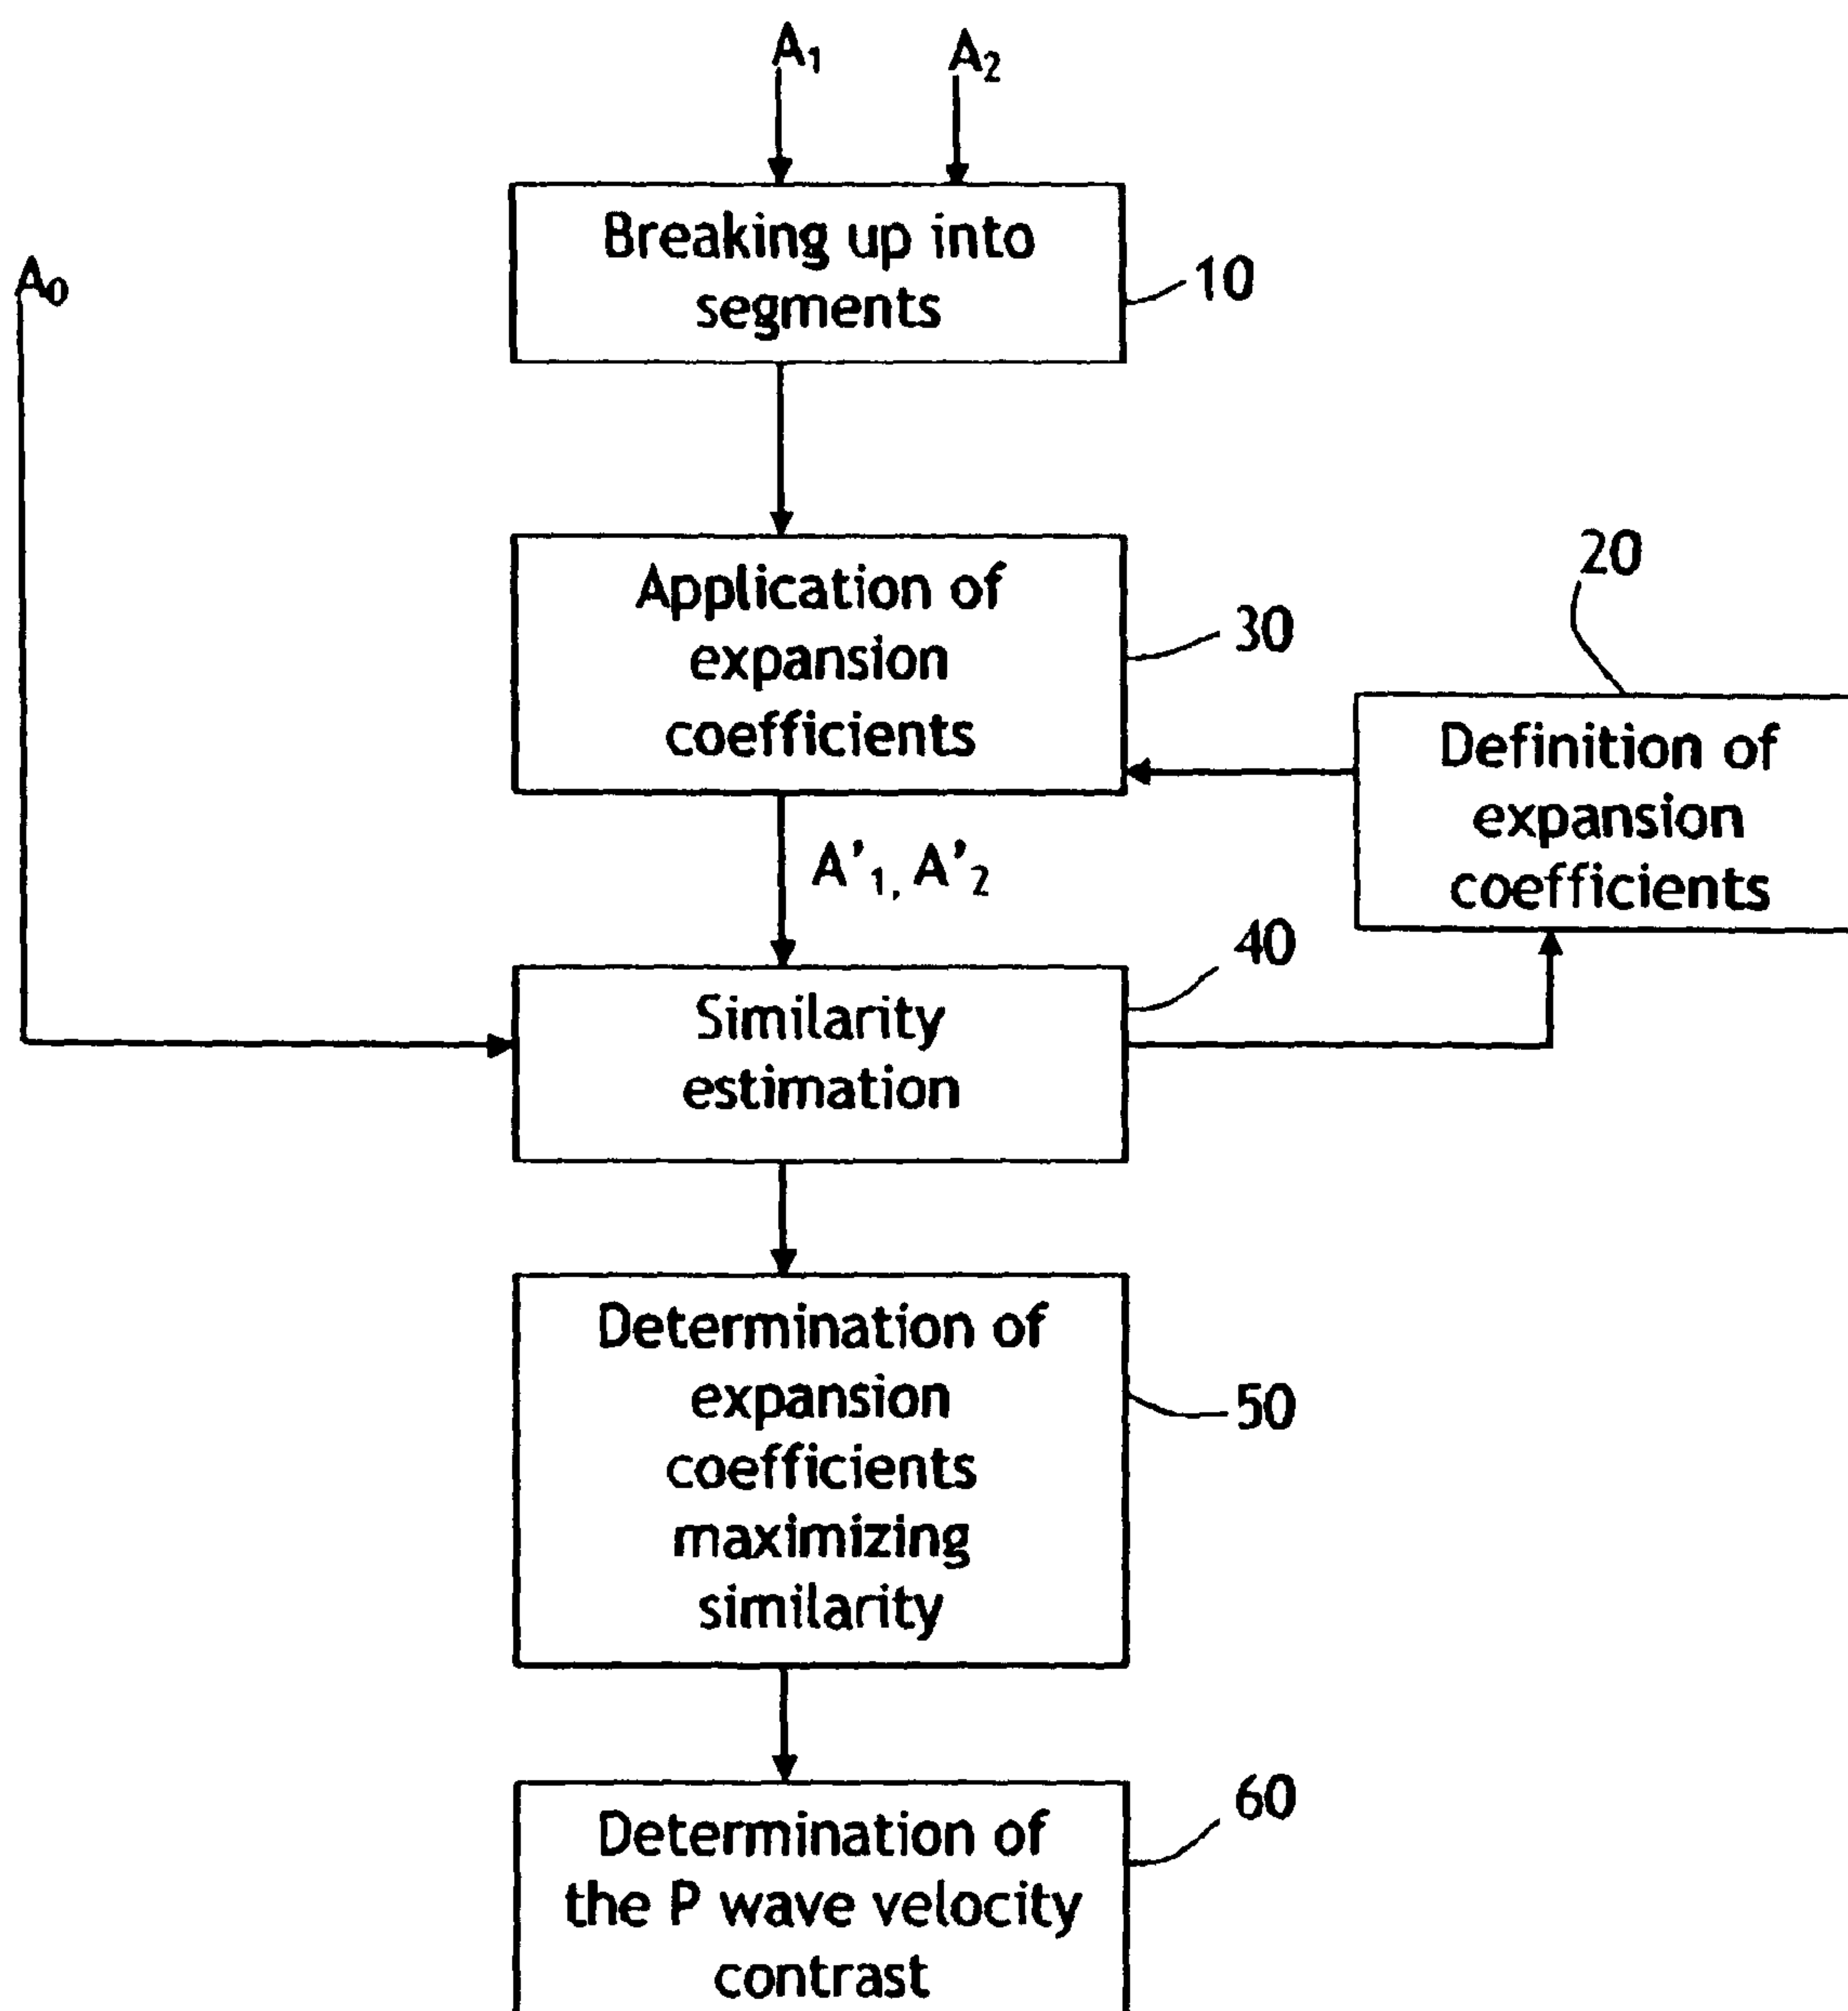 A₁ A₂
Breaking up into
segments
10
A₀
Application of
expansion
coefficients
30
20
Definition of
expansion
coefficients
A'₁, A'₂
40
Similarity
estimation
Determination of
expansion
coefficients
maximizing
similarity
50
60
Determination of
the P wave velocity
contrast